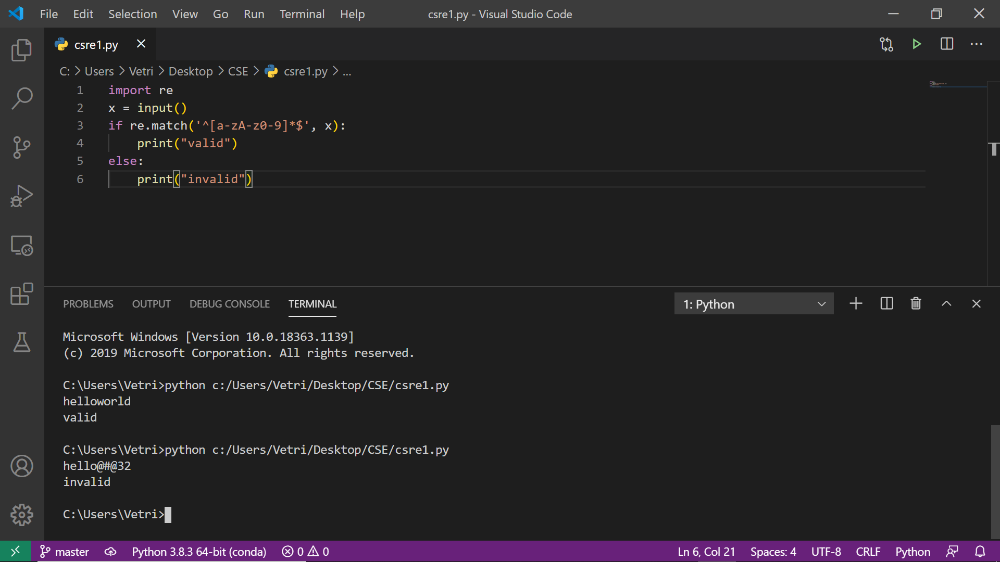 File Edit Selection View Go Run Terminal Help csre1.py - Visual Studio Code
csre1.py
C: > Users > Vetri > Desktop > CSE > csre1.py > ...
1 import re
2 x = input()
3 if re.match('^[a-zA-z0-9]*$', x):
4     print("valid")
5 else:
6     print("invalid")
PROBLEMS OUTPUT DEBUG CONSOLE TERMINAL 1: Python
Microsoft Windows [Version 10.0.18363.1139]
(c) 2019 Microsoft Corporation. All rights reserved.
C:\Users\Vetri>python c:/Users/Vetri/Desktop/CSE/csre1.py
helloworld
valid
C:\Users\Vetri>python c:/Users/Vetri/Desktop/CSE/csre1.py
hello@#@32
invalid
C:\Users\Vetri>
master Python 3.8.3 64-bit (conda) 0 0 Ln 6, Col 21 Spaces: 4 UTF-8 CRLF Python